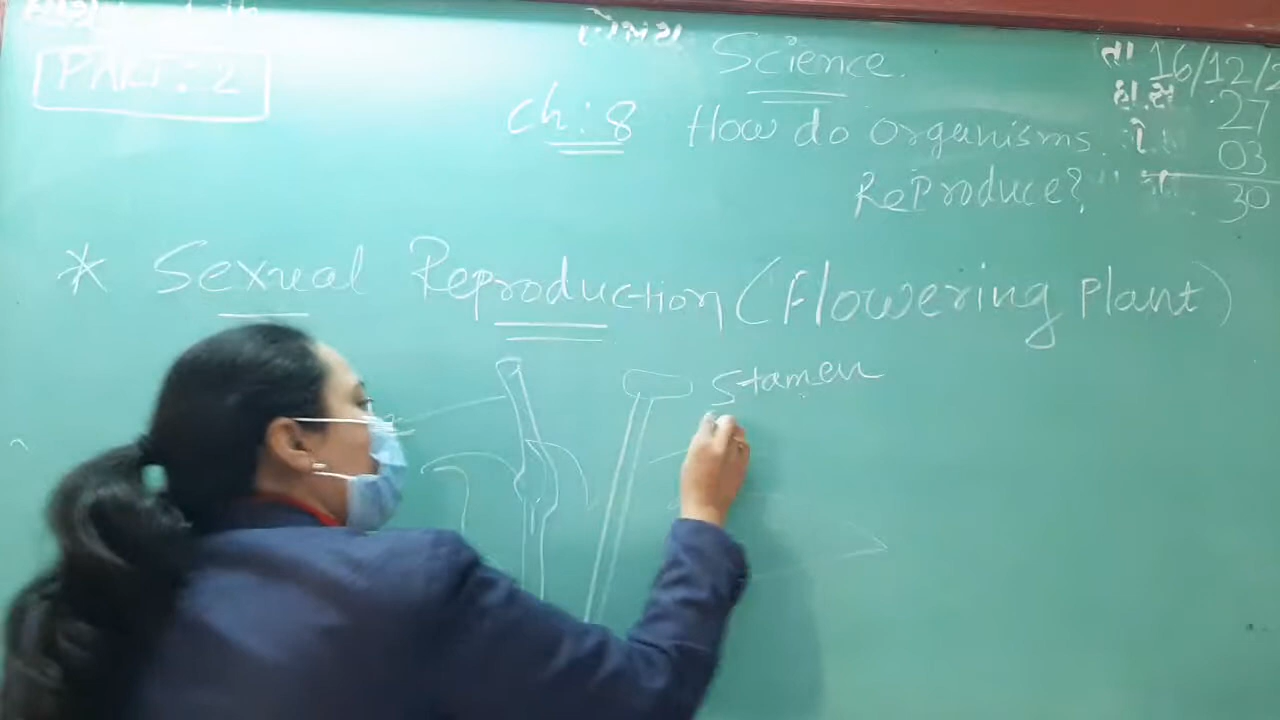 PART : 2
Science.
Ch : 8 How do organisms
Reproduce?
તા 16/12/2
હા.સ 27
03
30
* Sexual Reproduction (Flowering Plant)
Stamen